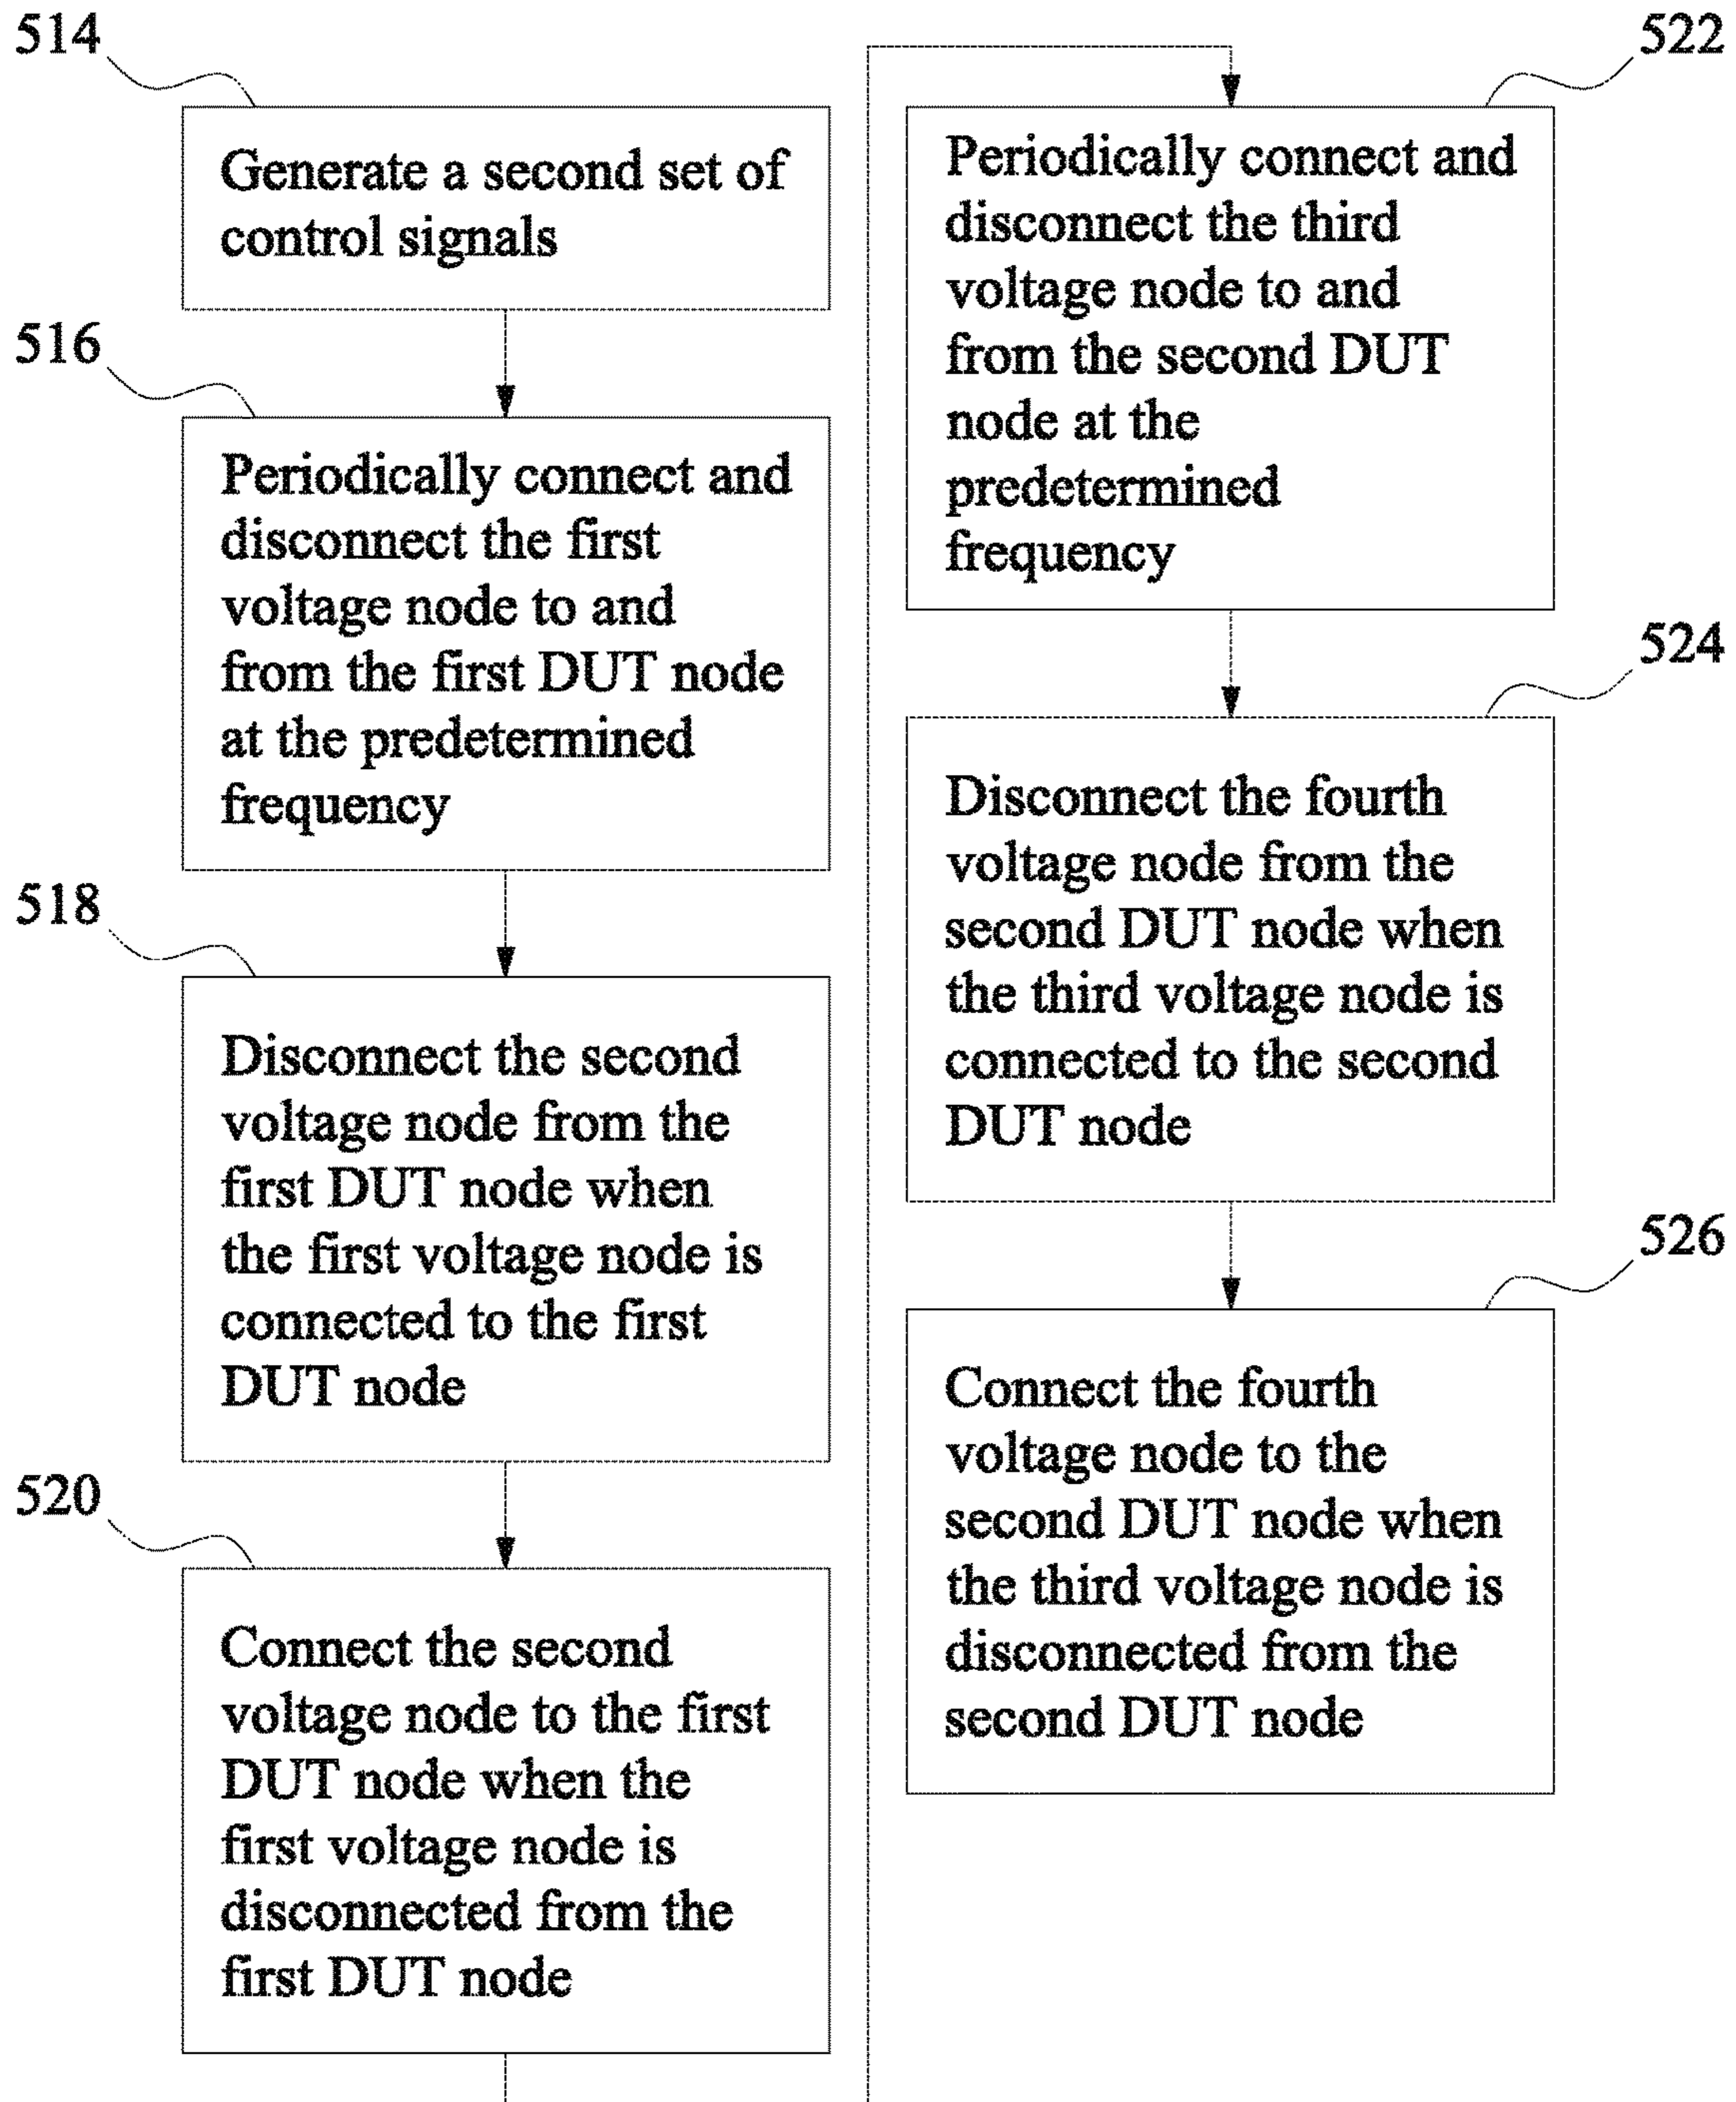 514
Generate a second set of
control signals
516
Periodically connect and
disconnect the first
voltage node to and
from the first DUT node
at the predetermined
frequency
518
Disconnect the second
voltage node from the
first DUT node when
the first voltage node is
connected to the first
DUT node
520
Connect the second
voltage node to the first
DUT node when the
first voltage node is
disconnected from the
first DUT node
522
Periodically connect and
disconnect the third
voltage node to and
from the second DUT
node at the
predetermined
frequency
524
Disconnect the fourth
voltage node from the
second DUT node when
the third voltage node is
connected to the second
DUT node
526
Connect the fourth
voltage node to the
second DUT node when
the third voltage node is
disconnected from the
second DUT node